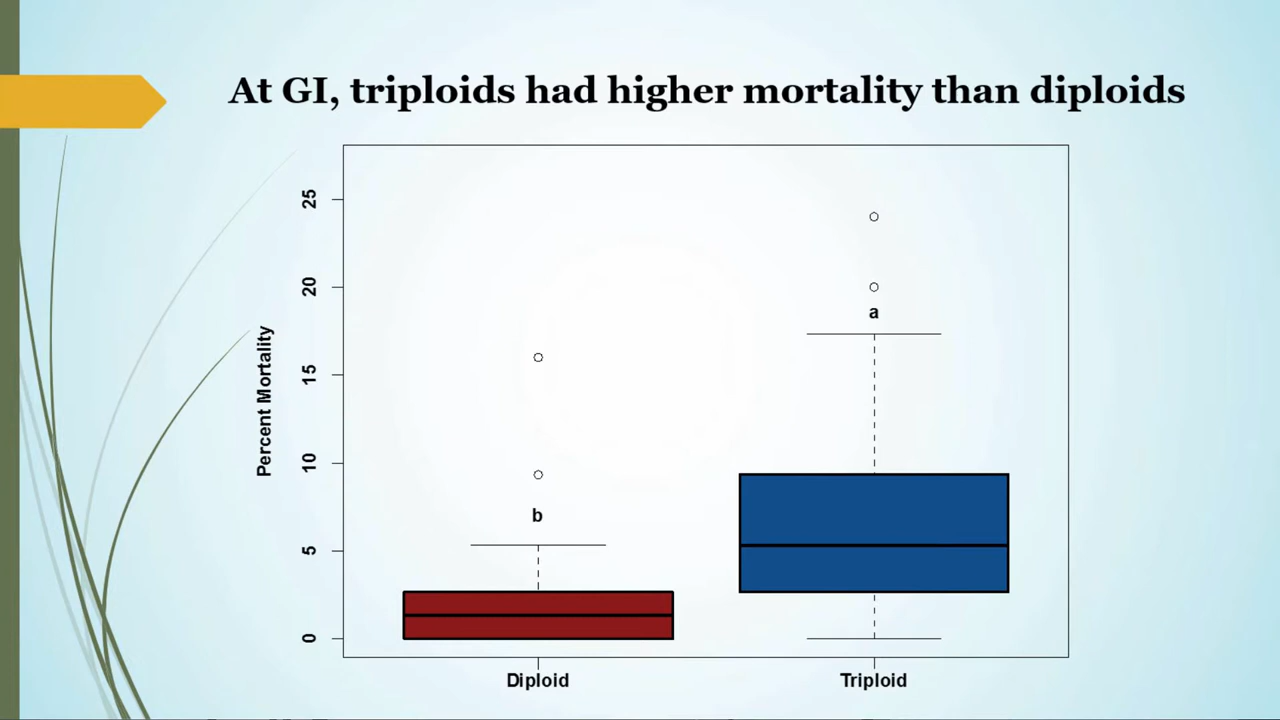 At GI, triploids had higher mortality than diploids
25
20
15
10
5
0
Percent Mortality
a
b
Diploid
Triploid